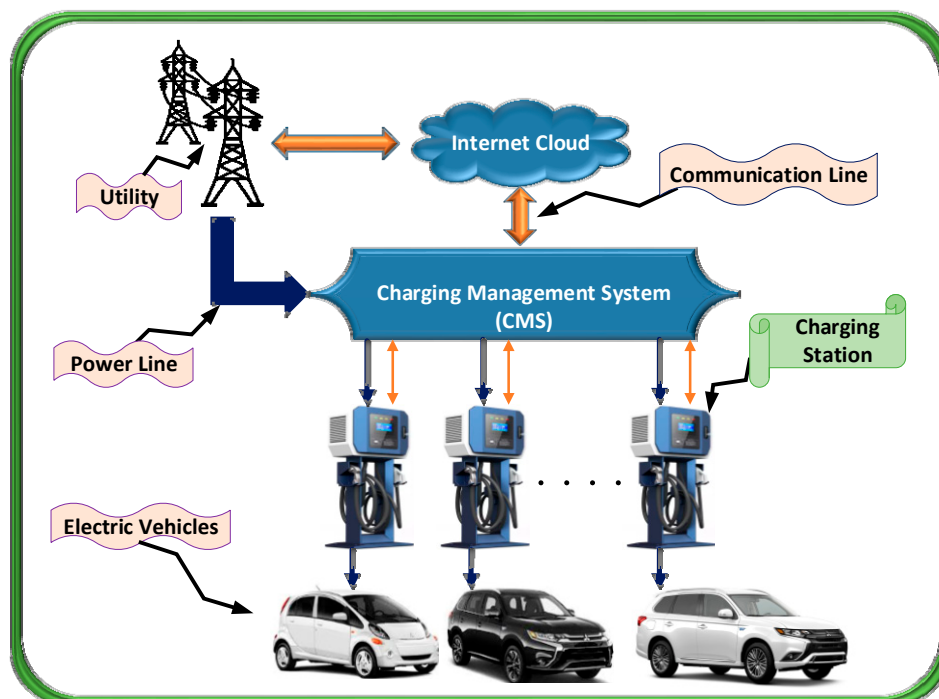 Internet Cloud
Utility
Communication Line
Charging Management System
(CMS)
Power Line
Charging
Station
Electric Vehicles